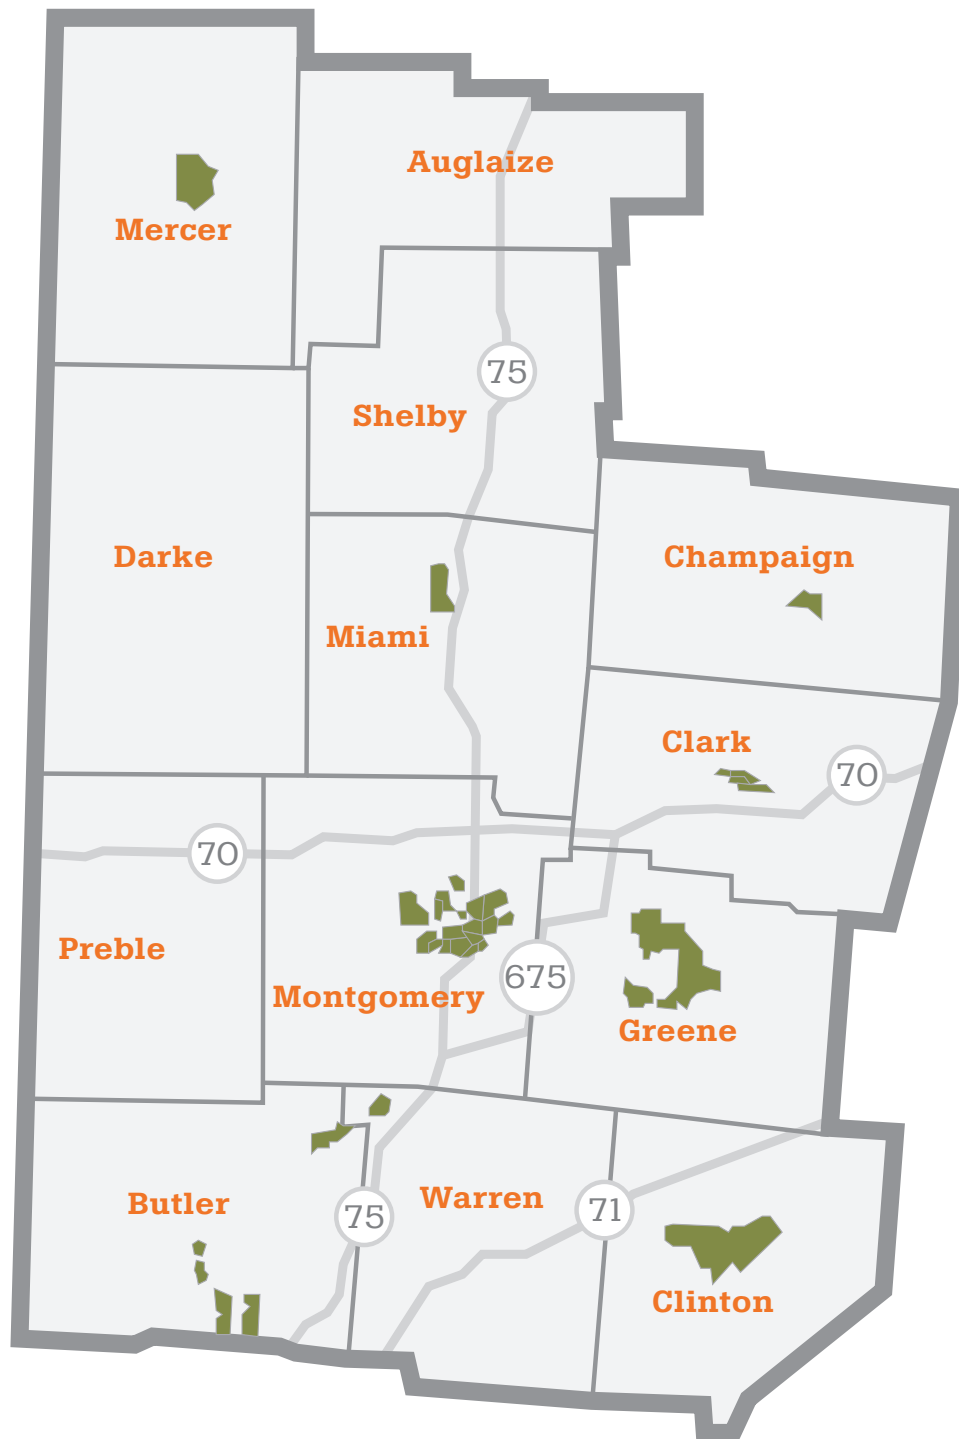 Auglaize
Mercer
75
Shelby
Darke
Champaign
Miami
Clark
70
70
Preble
675
Montgomery
Greene
Butler
Warren
75
71
Clinton